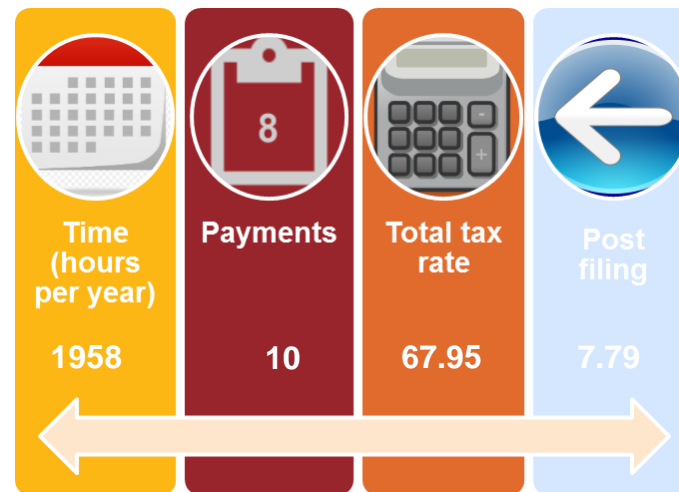 8
Time
(hours
per year)
1958
Payments
10
Total tax
rate
67.95
Post
filing
7.79